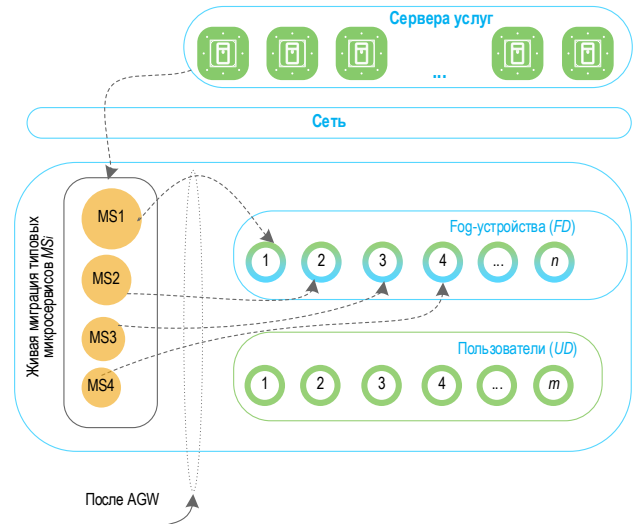 Сервера услуг
...
Сеть
Живая миграция типовых
микросервисов MSi
MS1
MS2
MS3
MS4
Fog-устройства (FD)
1 2 3 4 ... n
Пользователи (UD)
1 2 3 4 ... m
После AGW